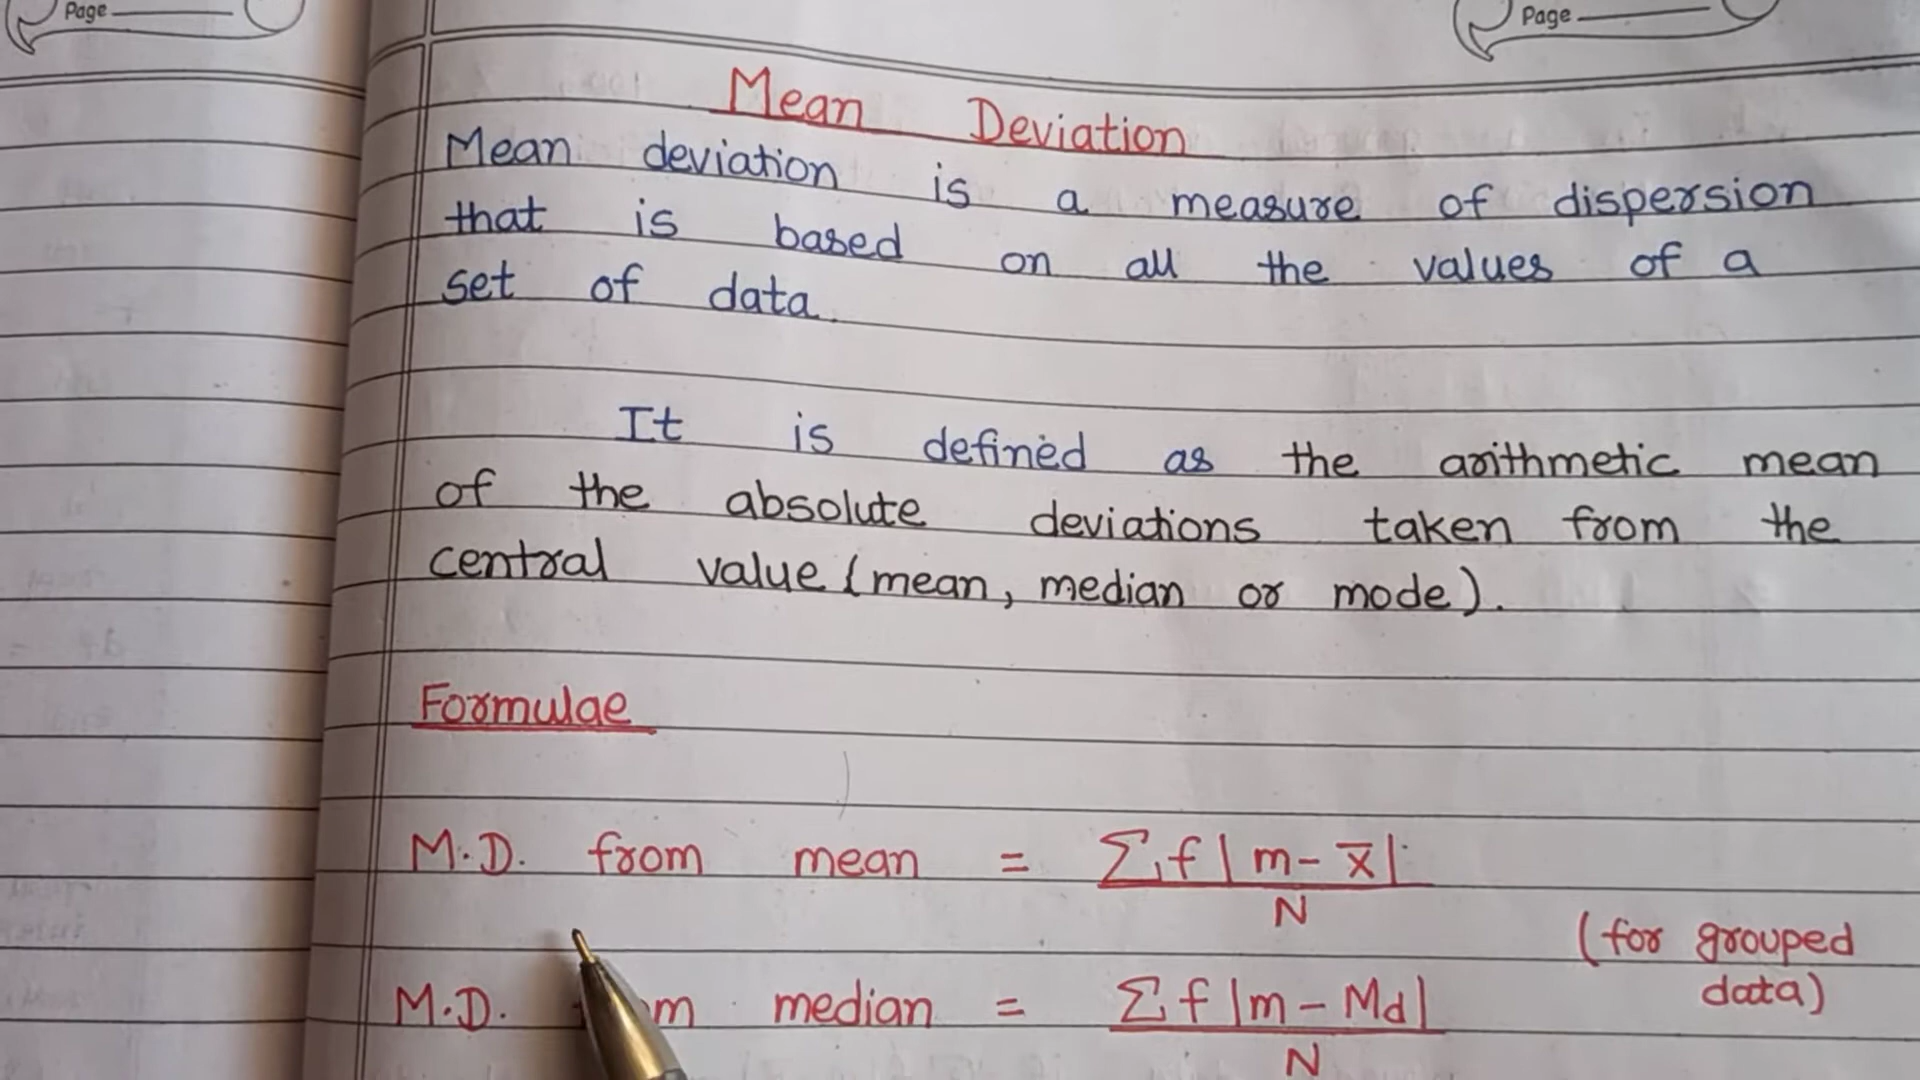 Page
Page
Mean Deviation
Mean deviation is a measure of dispersion
that is based on all the values of a
set of data.
It is defined as the arithmetic mean
of the absolute deviations taken from the
central value (mean, median or mode).
Formulae
M.D. from mean = Σf|m-x̅|
N
(for grouped
data)
M.D. median = Σf|m-Md|
N